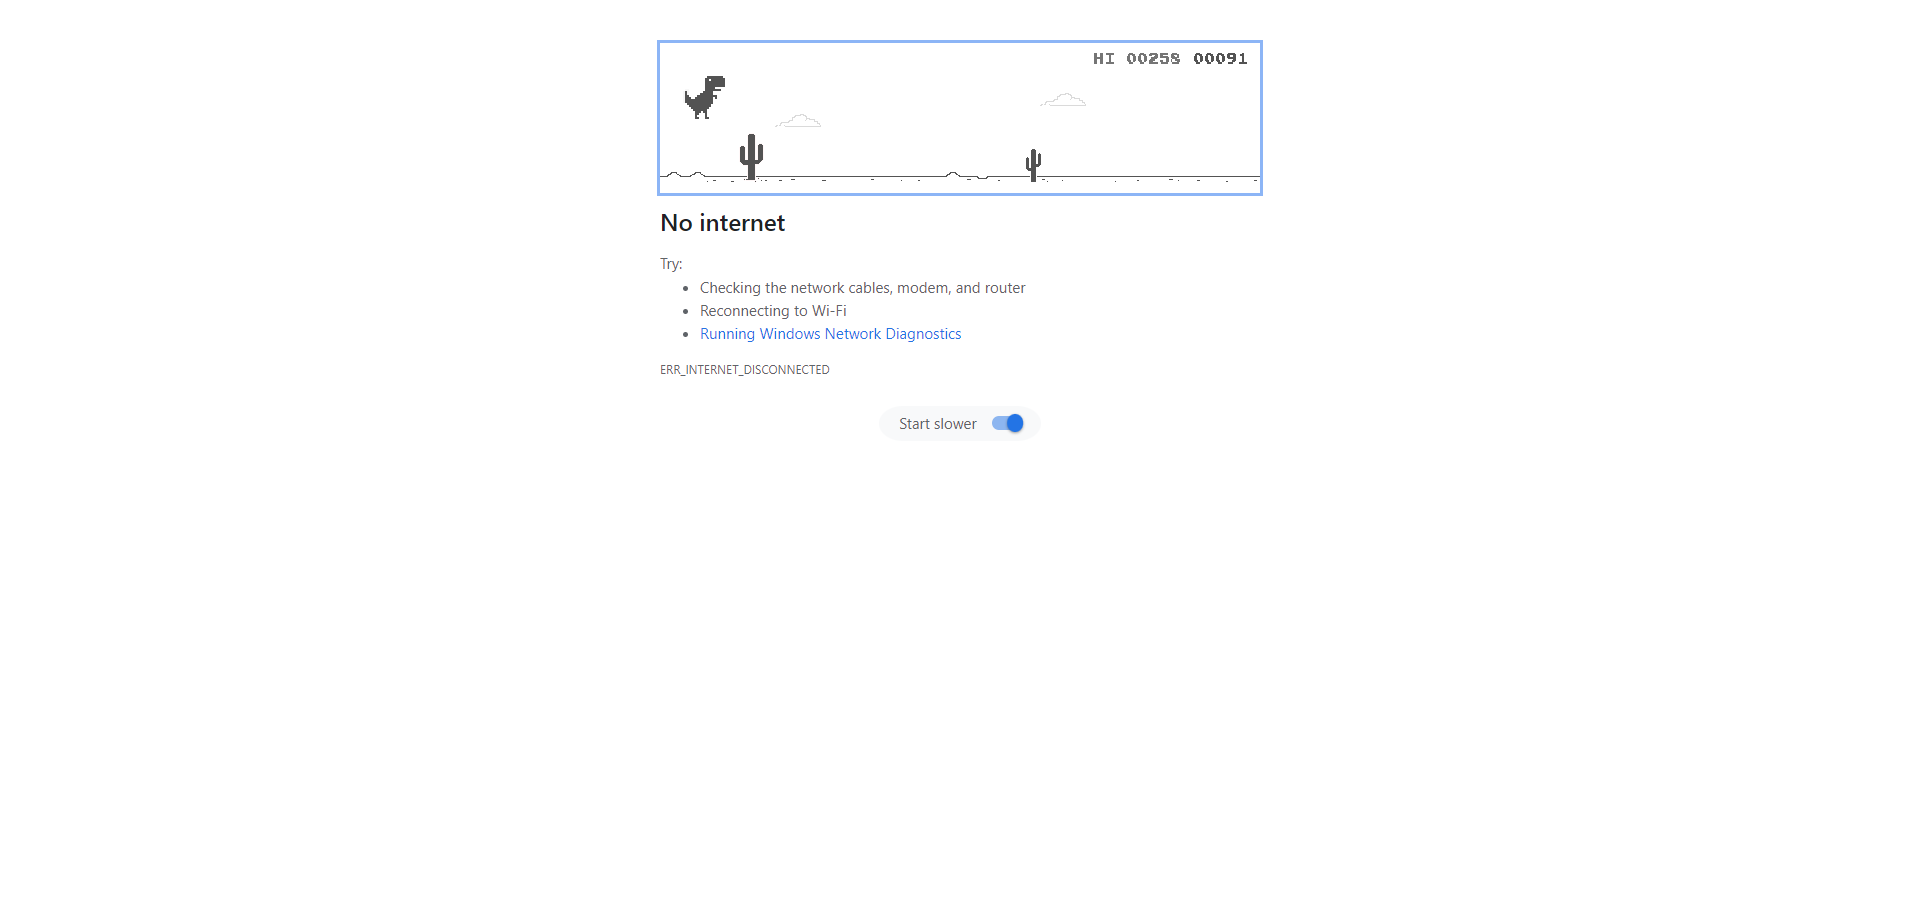 HI 00258 00091
No internet
Try:
Checking the network cables, modem, and router
Reconnecting to Wi-Fi
Running Windows Network Diagnostics
ERR_INTERNET_DISCONNECTED
Start slower